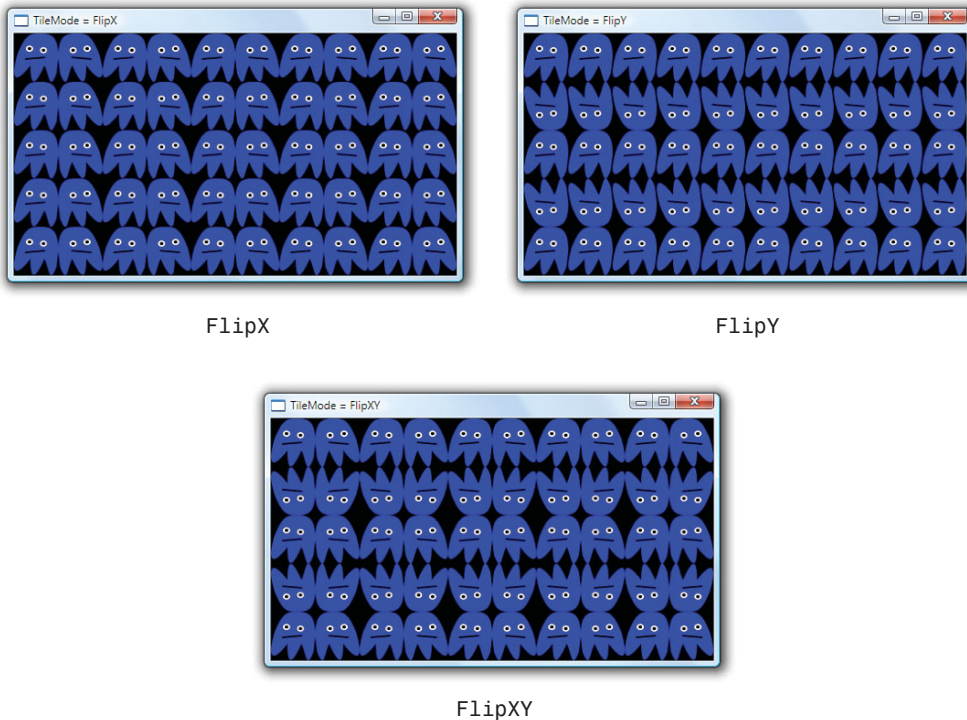 TileMode = FlipX
TileMode = FlipY
FlipX
FlipY
TileMode = FlipXY
FlipXY